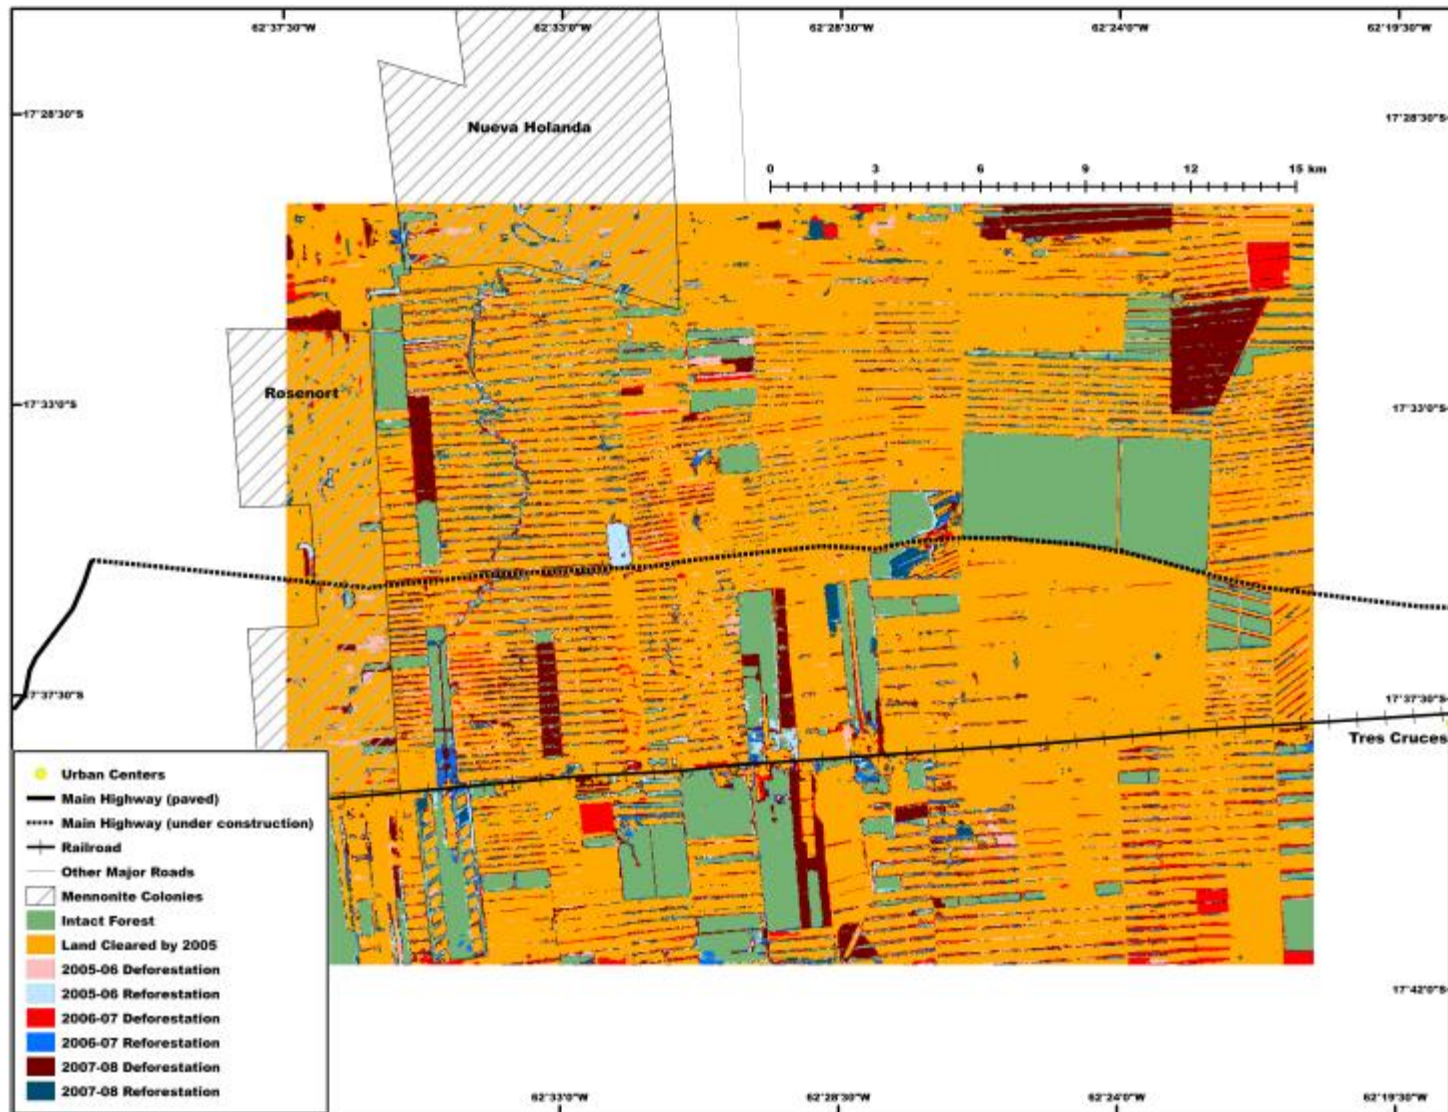 62°37'30"W 62°33'0"W 62°28'30"W 62°24'0"W 62°19'30"W
17°28'30"S 17°28'30"S
Nueva Holanda
0 3 6 9 12 15 km
Rosenort
17°33'0"S 17°33'0"S
17°37'30"S 17°37'30"S
Tres Cruces
Urban Centers
Main Highway (paved)
Main Highway (under construction)
Railroad
Other Major Roads
Mennonite Colonies
Intact Forest
Land Cleared by 2005
2005-06 Deforestation
2005-06 Reforestation
2006-07 Deforestation
2006-07 Reforestation
2007-08 Deforestation
2007-08 Reforestation
17°42'0"S
62°33'0"W 62°28'30"W 62°24'0"W 62°19'30"W